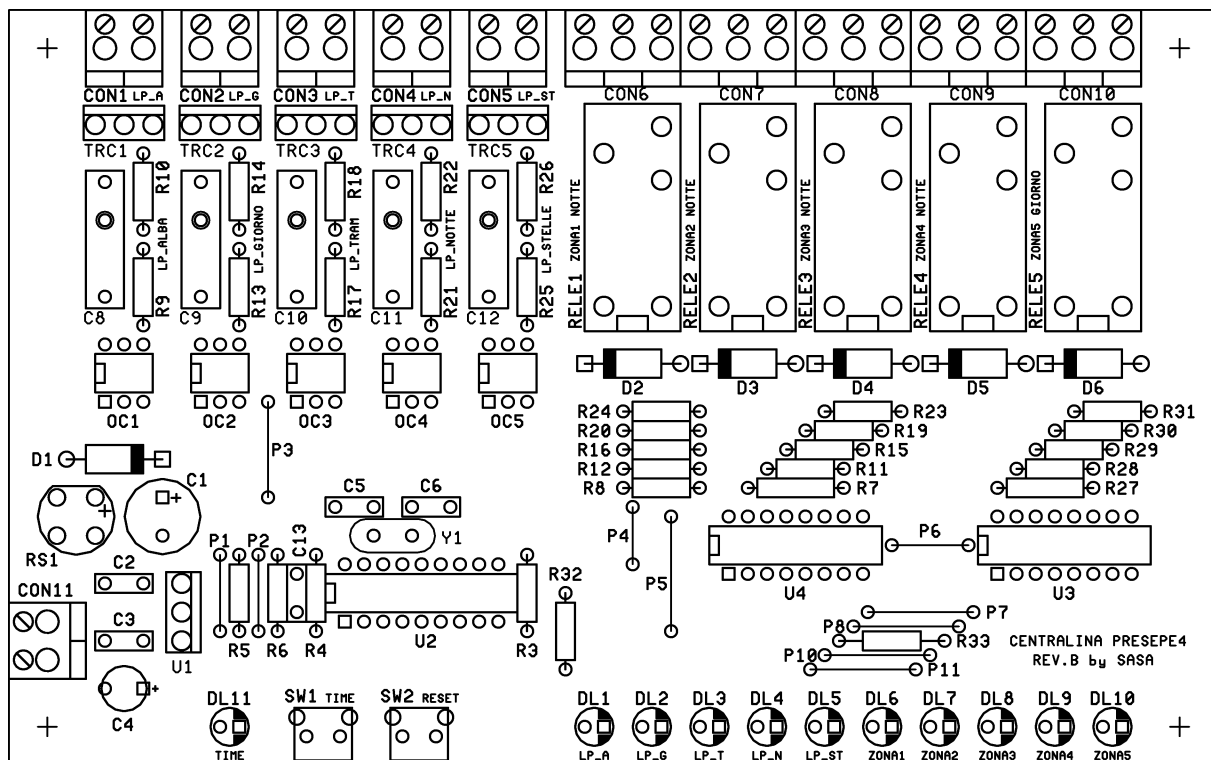 CON1 LP_A CON2 LP_G CON3 LP_T CON4 LP_N CON5 LP_ST CON6 CON7 CON8 CON9 CON10
TRC1 TRC2 TRC3 TRC4 TRC5
R10 R14 R18 R22 R26
LP_ALBA LP_GIORNO LP_TRAM LP_NOTTE LP_STELLE
R9 R13 R17 R21 R25
C8 C9 C10 C11 C12
RELE1 ZONA1 NOTTE
RELE2 ZONA2 NOTTE
RELE3 ZONA3 NOTTE
RELE4 ZONA4 NOTTE
RELE5 ZONA5 GIORNO
D2 D3 D4 D5 D6
OC1 OC2 OC3 OC4 OC5
R24 R23 R31
R20 R19 R30
R16 R15 R29
R12 R11 R28
R8 R7 R27
D1 + C1 P3
+ RS1
C5 C6
Y1
P1 P2 C13
P4 P5 P6
C2
CON11
C3
U1
R5 R6 R4 U2 R3 R32
U4 U3
P7
P8
R33
P10
P11
CENTRALINA PRESEPE4
REV.B by SASA
+
C4
DL11 SW1 TIME SW2 RESET DL1 DL2 DL3 DL4 DL5 DL6 DL7 DL8 DL9 DL10
TIME LP_A LP_G LP_T LP_N LP_ST ZONA1 ZONA2 ZONA3 ZONA4 ZONA5